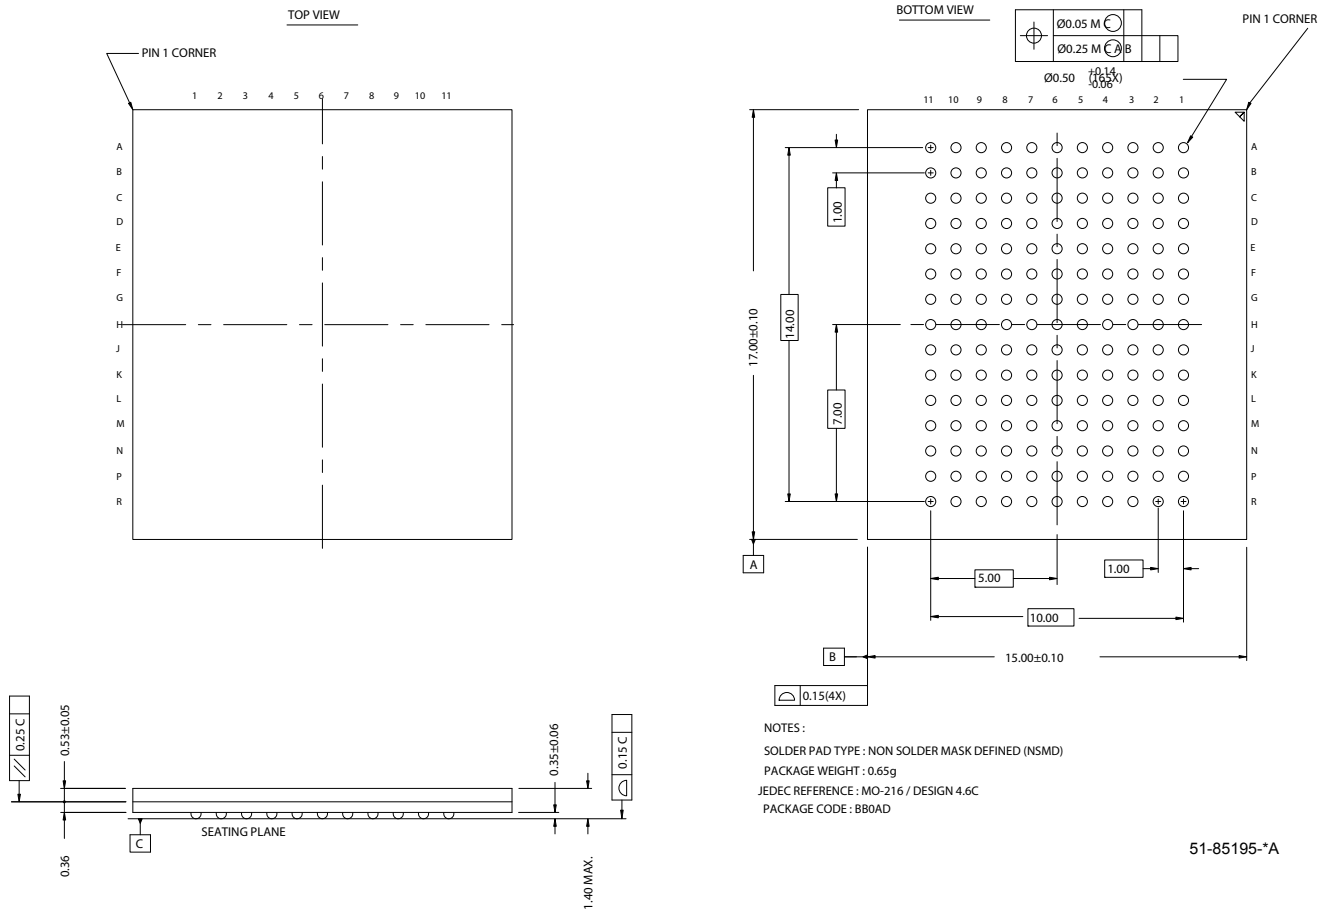 TOP VIEW
PIN 1 CORNER
1 2 3 4 5 6 7 8 9 10 11
A
B
C
D
E
F
G
H
J
K
L
M
N
P
R
BOTTOM VIEW
Ø0.05 M C
Ø0.25 M C A B
+0.14
Ø0.50 (165X)
-0.06
PIN 1 CORNER
11 10 9 8 7 6 5 4 3 2 1
A
B
C
D
E
F
G
H
J
K
L
M
N
P
R
1.00
14.00
17.00±0.10
7.00
A
5.00
1.00
10.00
B
15.00±0.10
0.15(4X)
0.25 C
0.53±0.05
0.36
C
SEATING PLANE
0.35±0.06
0.15 C
1.40 MAX.
NOTES :
SOLDER PAD TYPE : NON SOLDER MASK DEFINED (NSMD)
PACKAGE WEIGHT : 0.65g
JEDEC REFERENCE : MO-216 / DESIGN 4.6C
PACKAGE CODE : BB0AD
51-85195-*A